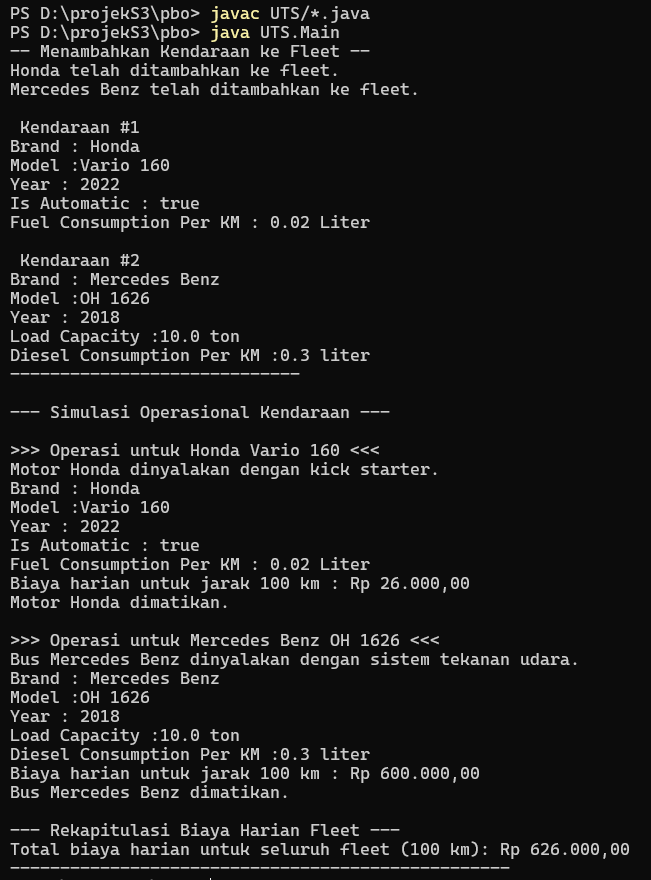 PS D:\projekS3\pbo> javac UTS/*.java
PS D:\projekS3\pbo> java UTS.Main
-- Menambahkan Kendaraan ke Fleet --
Honda telah ditambahkan ke fleet.
Mercedes Benz telah ditambahkan ke fleet.

 Kendaraan #1
Brand : Honda
Model :Vario 160
Year : 2022
Is Automatic : true
Fuel Consumption Per KM : 0.02 Liter

 Kendaraan #2
Brand : Mercedes Benz
Model :OH 1626
Year : 2018
Load Capacity :10.0 ton
Diesel Consumption Per KM :0.3 liter
-----------------------------

--- Simulasi Operasional Kendaraan ---

>>> Operasi untuk Honda Vario 160 <<<
Motor Honda dinyalakan dengan kick starter.
Brand : Honda
Model :Vario 160
Year : 2022
Is Automatic : true
Fuel Consumption Per KM : 0.02 Liter
Biaya harian untuk jarak 100 km : Rp 26.000,00
Motor Honda dimatikan.

>>> Operasi untuk Mercedes Benz OH 1626 <<<
Bus Mercedes Benz dinyalakan dengan sistem tekanan udara.
Brand : Mercedes Benz
Model :OH 1626
Year : 2018
Load Capacity :10.0 ton
Diesel Consumption Per KM :0.3 liter
Biaya harian untuk jarak 100 km : Rp 600.000,00
Bus Mercedes Benz dimatikan.

--- Rekapitulasi Biaya Harian Fleet ---
Total biaya harian untuk seluruh fleet (100 km): Rp 626.000,00
--------------------------------------------------